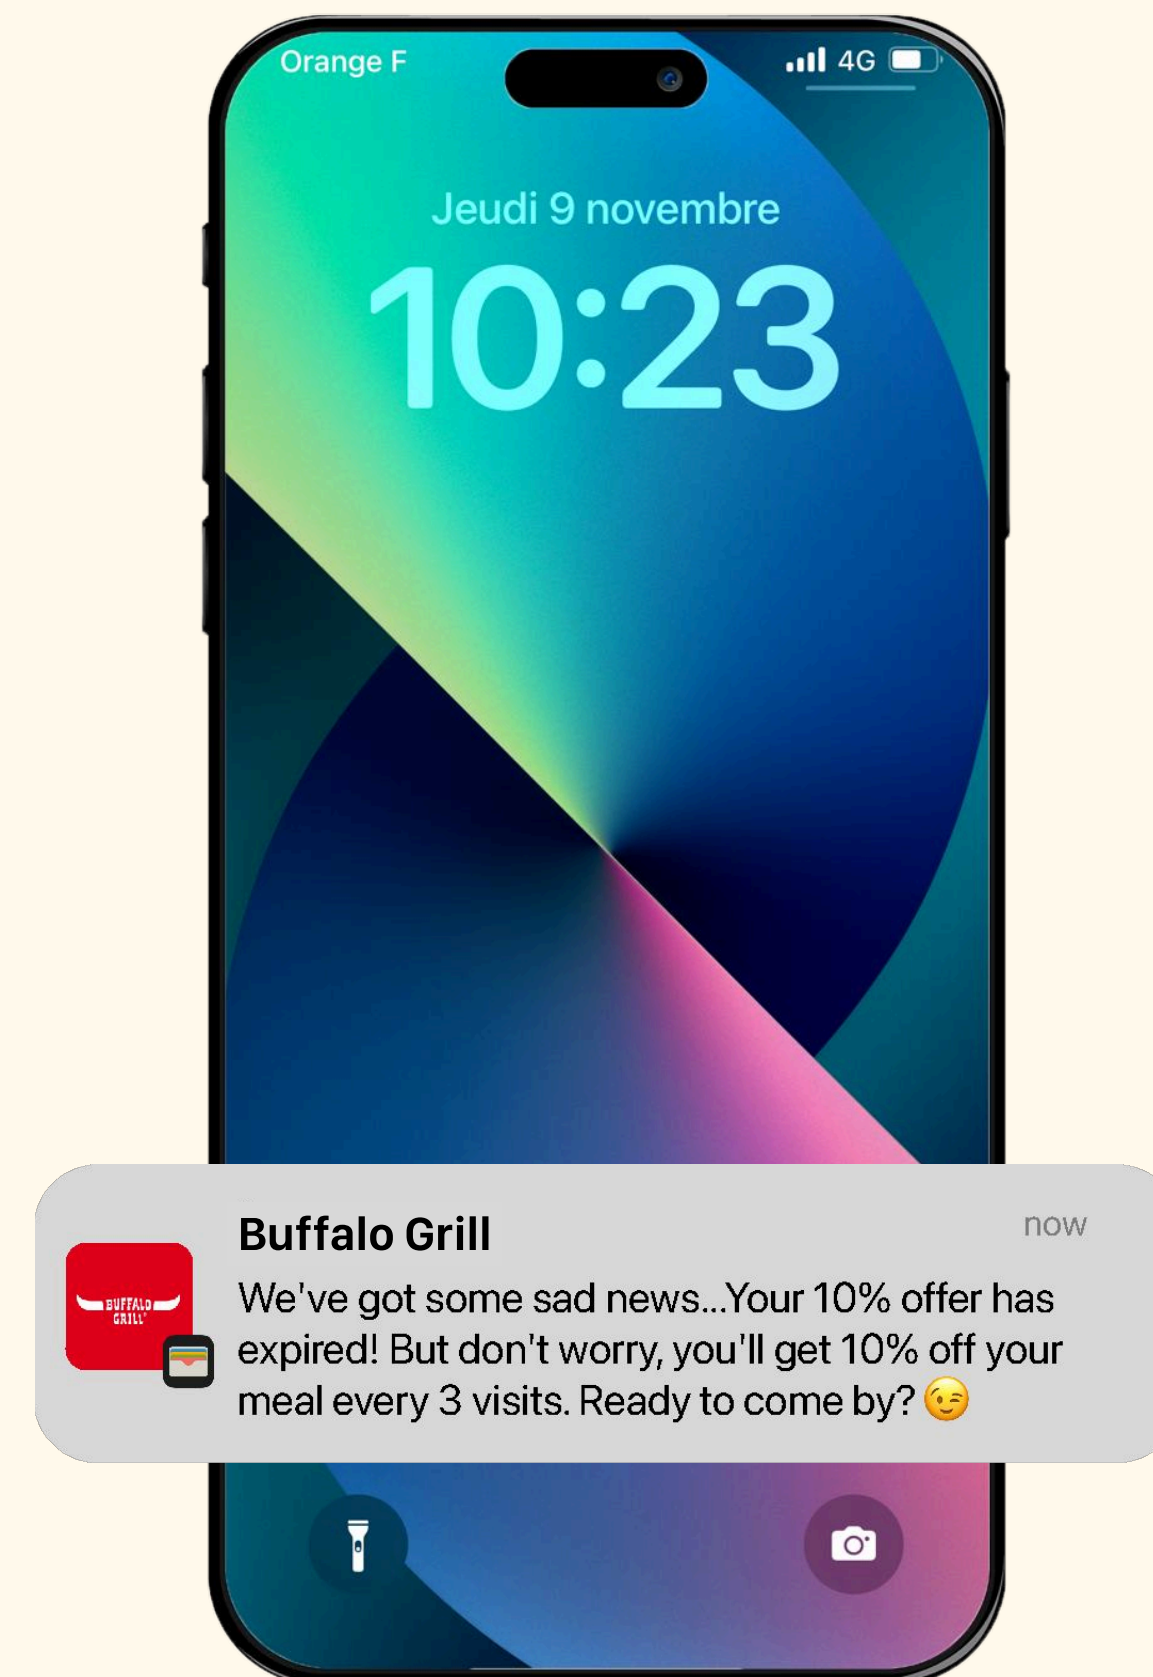 Orange F
4G
Jeudi 9 novembre
10:23
Buffalo Grill
now
BUFFALO
GRILL
We've got some sad news...Your 10% offer has
expired! But don't worry, you'll get 10% off your
meal every 3 visits. Ready to come by? 😉